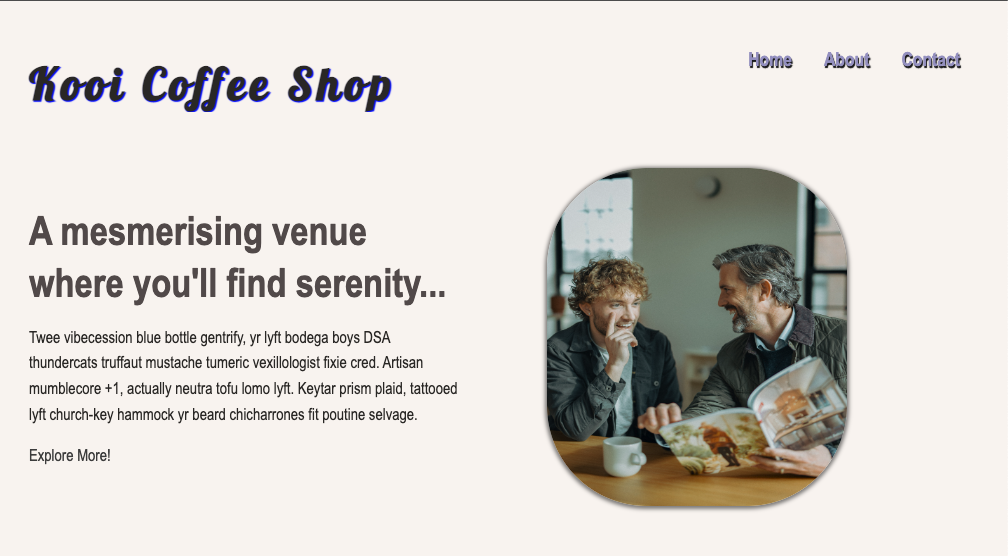 Kooi Coffee Shop
Home About Contact
A mesmerising venue
where you'll find serenity...
Twee vibecession blue bottle gentrify, yr lyft bodega boys DSA
thundercats truffaut mustache tumeric vexillologist fixie cred. Artisan
mumblecore +1, actually neutra tofu lomo lyft. Keytar prism plaid, tattooed
lyft church-key hammock yr beard chicharrones fit poutine selvage.
Explore More!